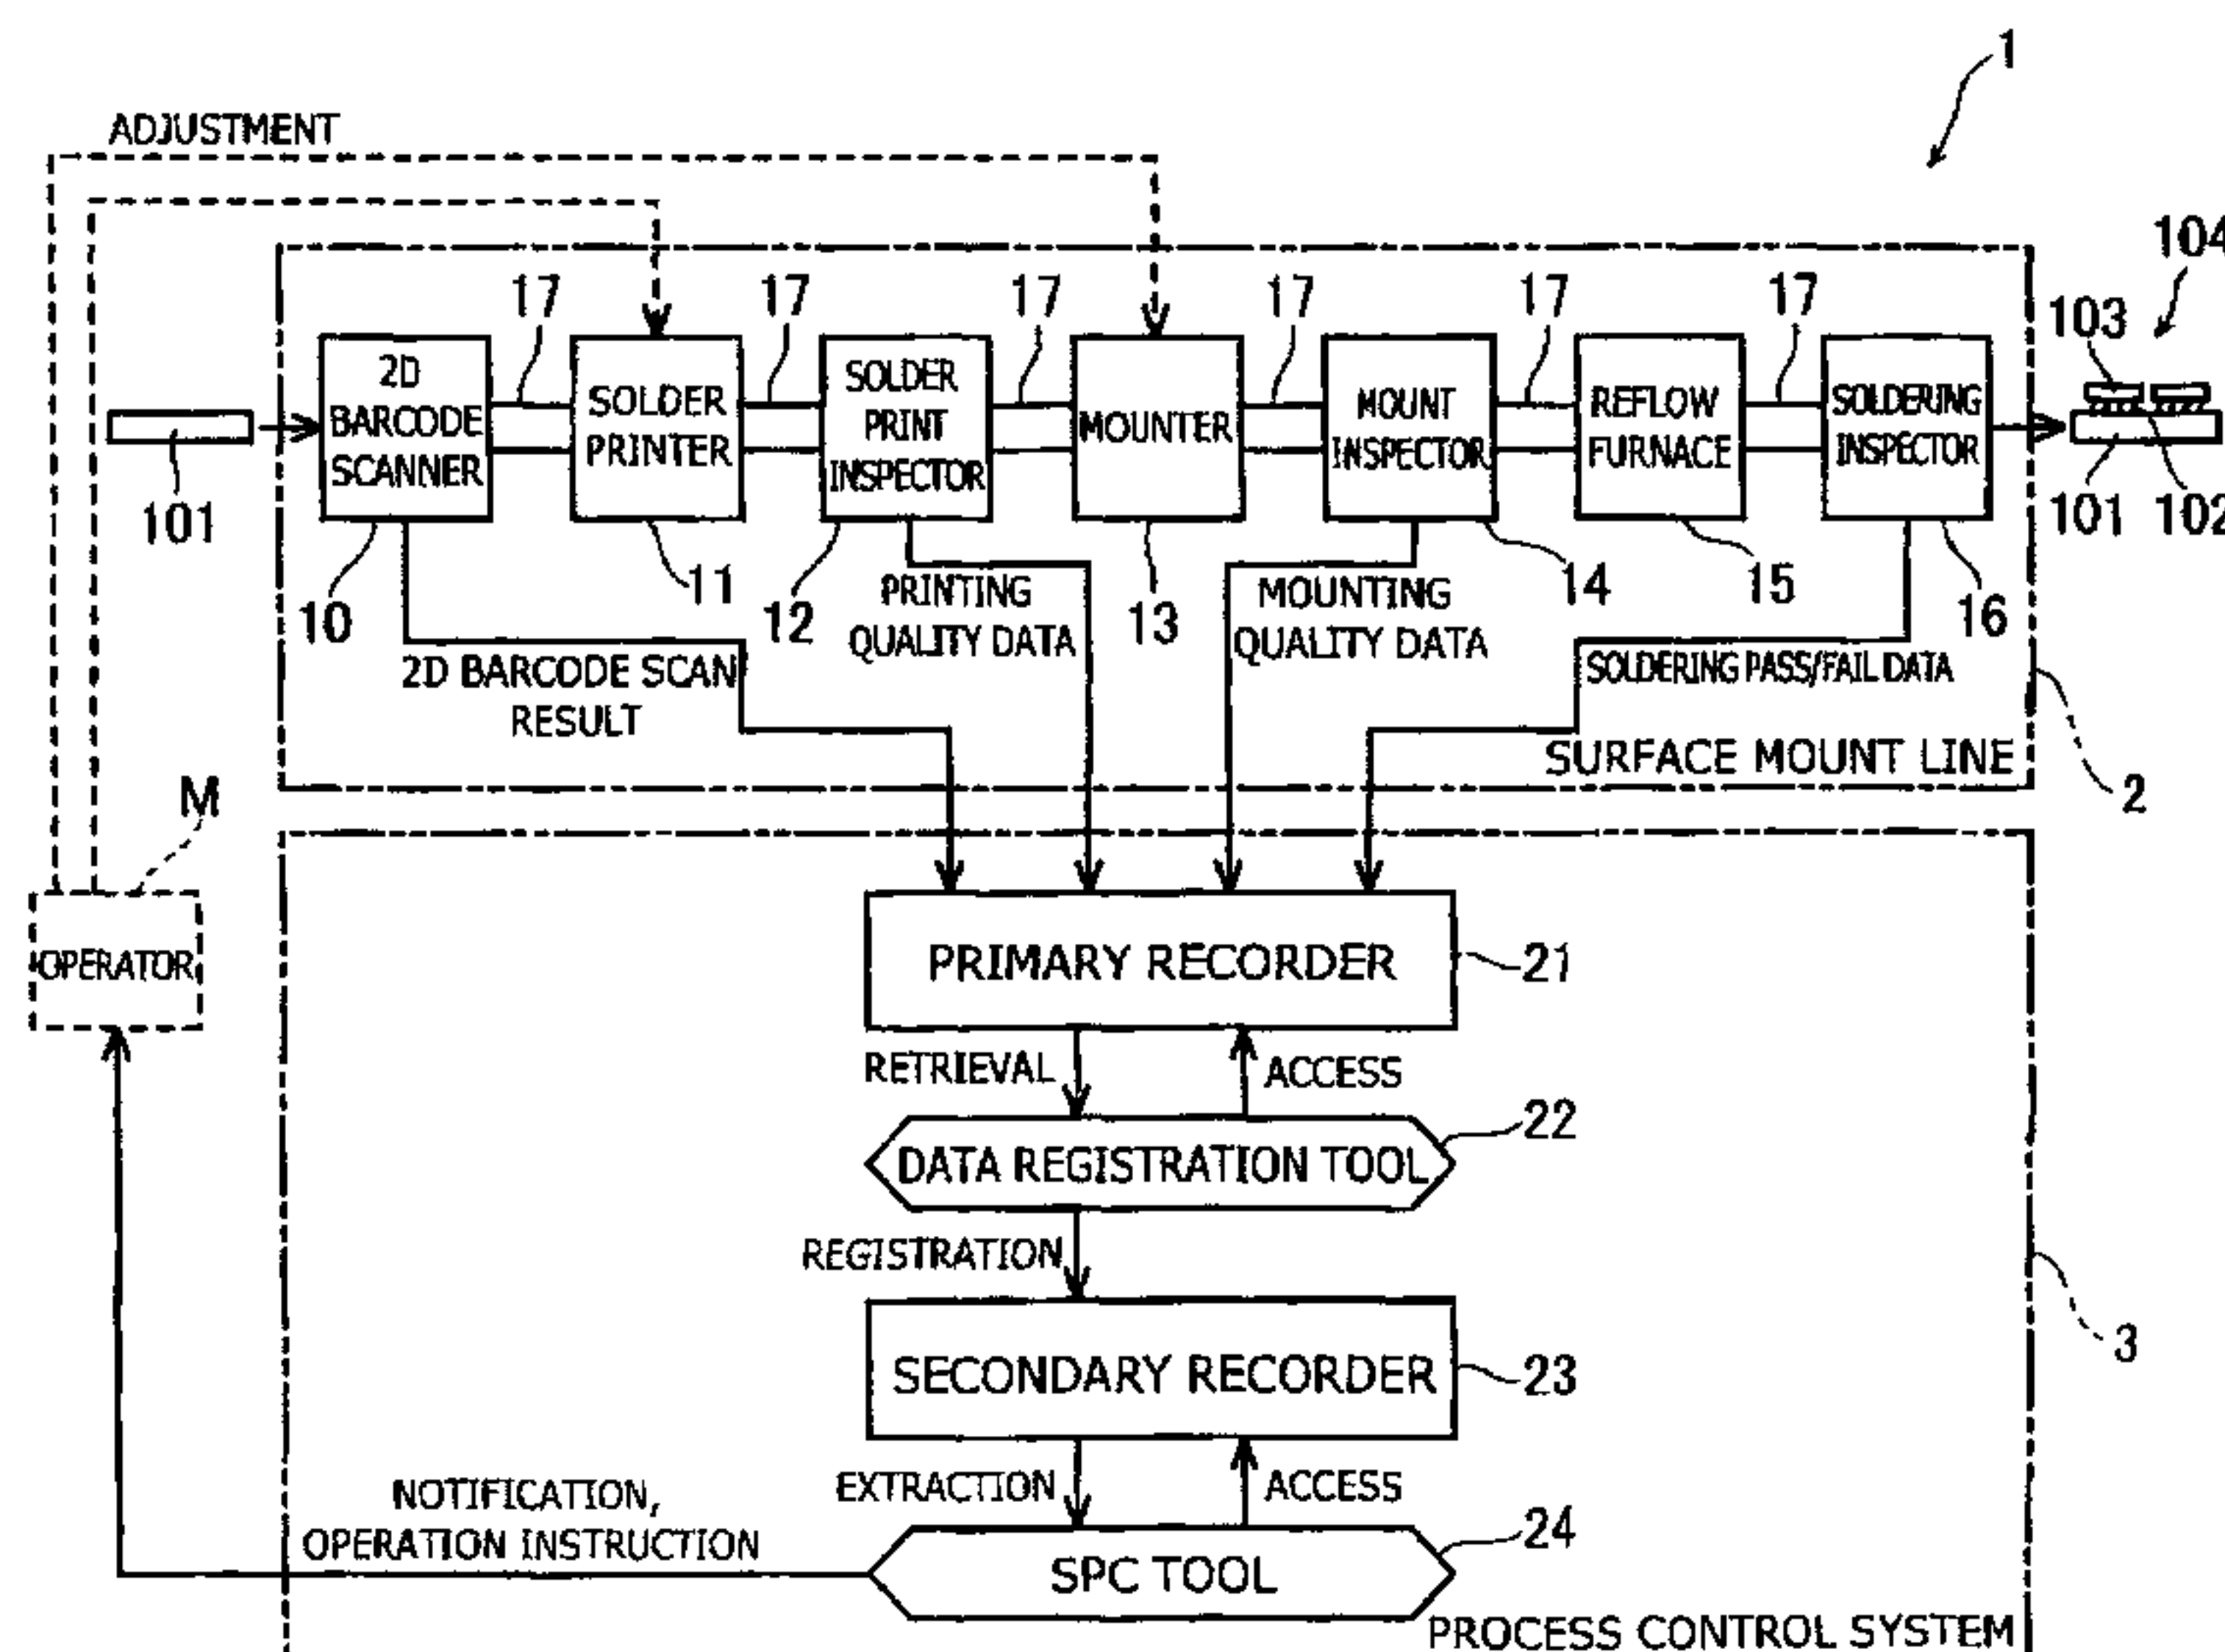 1
ADJUSTMENT
104
17 17 17 17 17 17
103
2D
BARCODE
SCANNER
SOLDER
PRINTER
SOLDER
PRINT
INSPECTOR
MOUNTER
MOUNT
INSPECTOR
REFLOW
FURNACE
SOLDERING
INSPECTOR
101
101 102
10 11 12 13 14 15 16
PRINTING
QUALITY DATA
MOUNTING
QUALITY DATA
2D BARCODE SCAN
RESULT
SOLDERING PASS/FAIL DATA
SURFACE MOUNT LINE
2
M
OPERATOR
PRIMARY RECORDER
21
RETRIEVAL
ACCESS
22
DATA REGISTRATION TOOL
REGISTRATION
3
SECONDARY RECORDER
23
EXTRACTION
ACCESS
NOTIFICATION,
OPERATION INSTRUCTION
24
SPC TOOL
PROCESS CONTROL SYSTEM